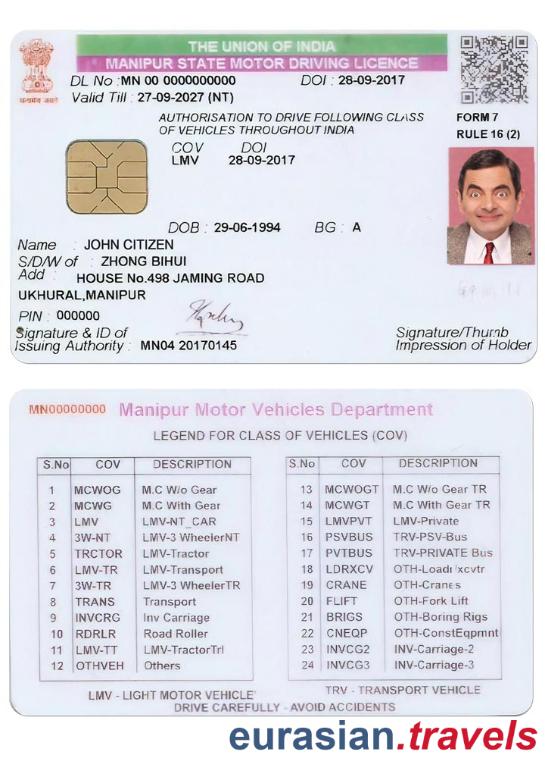 THE UNION OF INDIA
MANIPUR STATE MOTOR DRIVING LICENCE
DL No :MN 00 0000000000 DOI : 28-09-2017
Valid Till : 27-09-2027 (NT)
AUTHORISATION TO DRIVE FOLLOWING CLASS
OF VEHICLES THROUGHOUT INDIA
FORM 7
RULE 16 (2)
COV DOI
LMV 28-09-2017
DOB : 29-06-1994 BG : A
Name : JOHN CITIZEN
S/D/W of : ZHONG BIHUI
Add : HOUSE No.498 JAMING ROAD
UKHURAL,MANIPUR
PIN : 000000
Signature & ID of
Issuing Authority : MN04 20170145
Signature/Thumb
Impression of Holder
MN00000000 Manipur Motor Vehicles Department
LEGEND FOR CLASS OF VEHICLES (COV)
S.No COV DESCRIPTION
1 MCWOG M.C W/o Gear
2 MCWG M.C With Gear
3 LMV LMV-NT_CAR
4 3W-NT LMV-3 WheelerNT
5 TRCTOR LMV-Tractor
6 LMV-TR LMV-Transport
7 3W-TR LMV-3 WheelerTR
8 TRANS Transport
9 INVCRG Inv Carriage
10 RDRLR Road Roller
11 LMV-TT LMV-TractorTrl
12 OTHVEH Others
S.No COV DESCRIPTION
13 MCWOGT M.C W/o Gear TR
14 MCWGT M.C With Gear TR
15 LMVPVT LMV-Private
16 PSVBUS TRV-PSV-Bus
17 PVTBUS TRV-PRIVATE Bus
18 LDRXCV
19 CRANE OTH-Cranes
20 FLIFT OTH-Fork Lift
21 BRIGS OTH-Boring Rigs
22 CNEQP OTH-ConstEqpmnt
23 INVCG2 INV-Carriage-2
24 INVCG3 INV-Carriage-3
LMV - LIGHT MOTOR VEHICLE
TRV - TRANSPORT VEHICLE
DRIVE CAREFULLY - AVOID ACCIDENTS
eurasian.travels